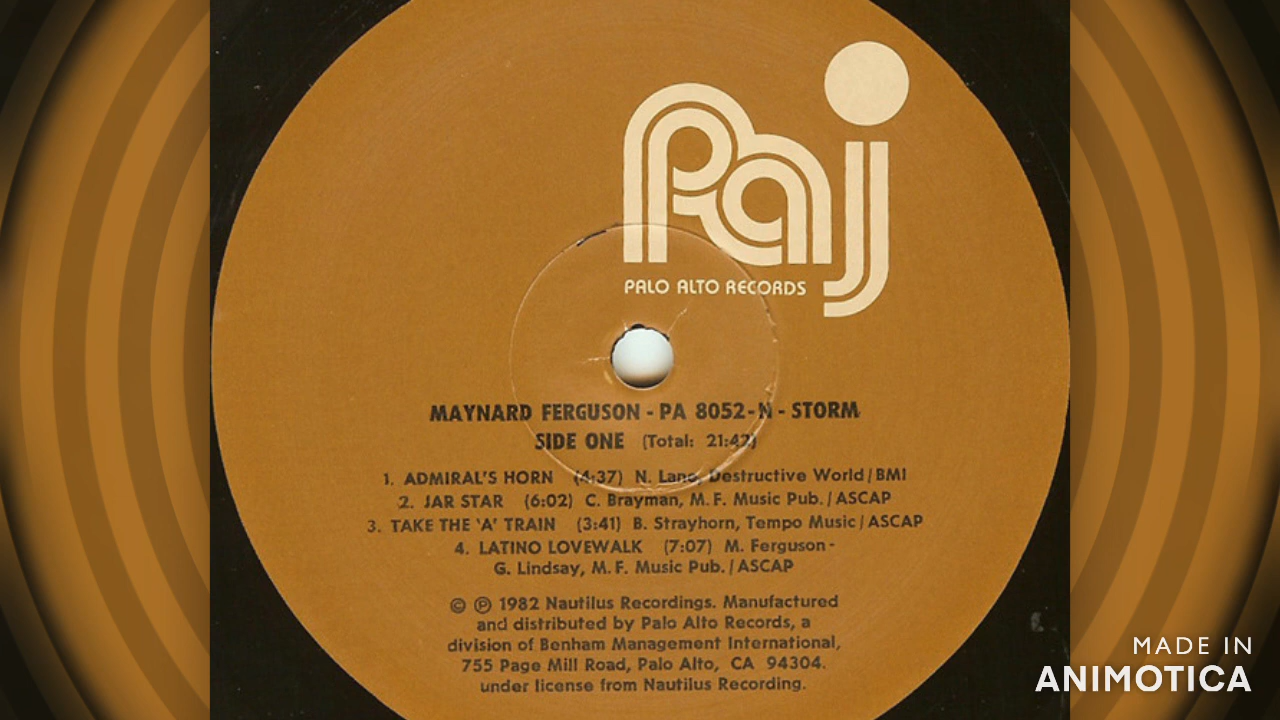 Paj
PALO ALTO RECORDS
MAYNARD FERGUSON - PA 8052-N - STORM
SIDE ONE (Total: 21:42)
1. ADMIRAL'S HORN (4:37) N. Lane, Destructive World/BMI
2. JAR STAR (6:02) C. Brayman, M.F. Music Pub./ASCAP
3. TAKE THE 'A' TRAIN (3:41) B. Strayhorn, Tempo Music/ASCAP
4. LATINO LOVEWALK (7:07) M. Ferguson-
G. Lindsay, M.F. Music Pub./ASCAP
© ℗ 1982 Nautilus Recordings. Manufactured
and distributed by Palo Alto Records, a
division of Benham Management International,
755 Page Mill Road, Palo Alto, CA 94304.
under license from Nautilus Recording.
MADE IN
ANIMOTICA